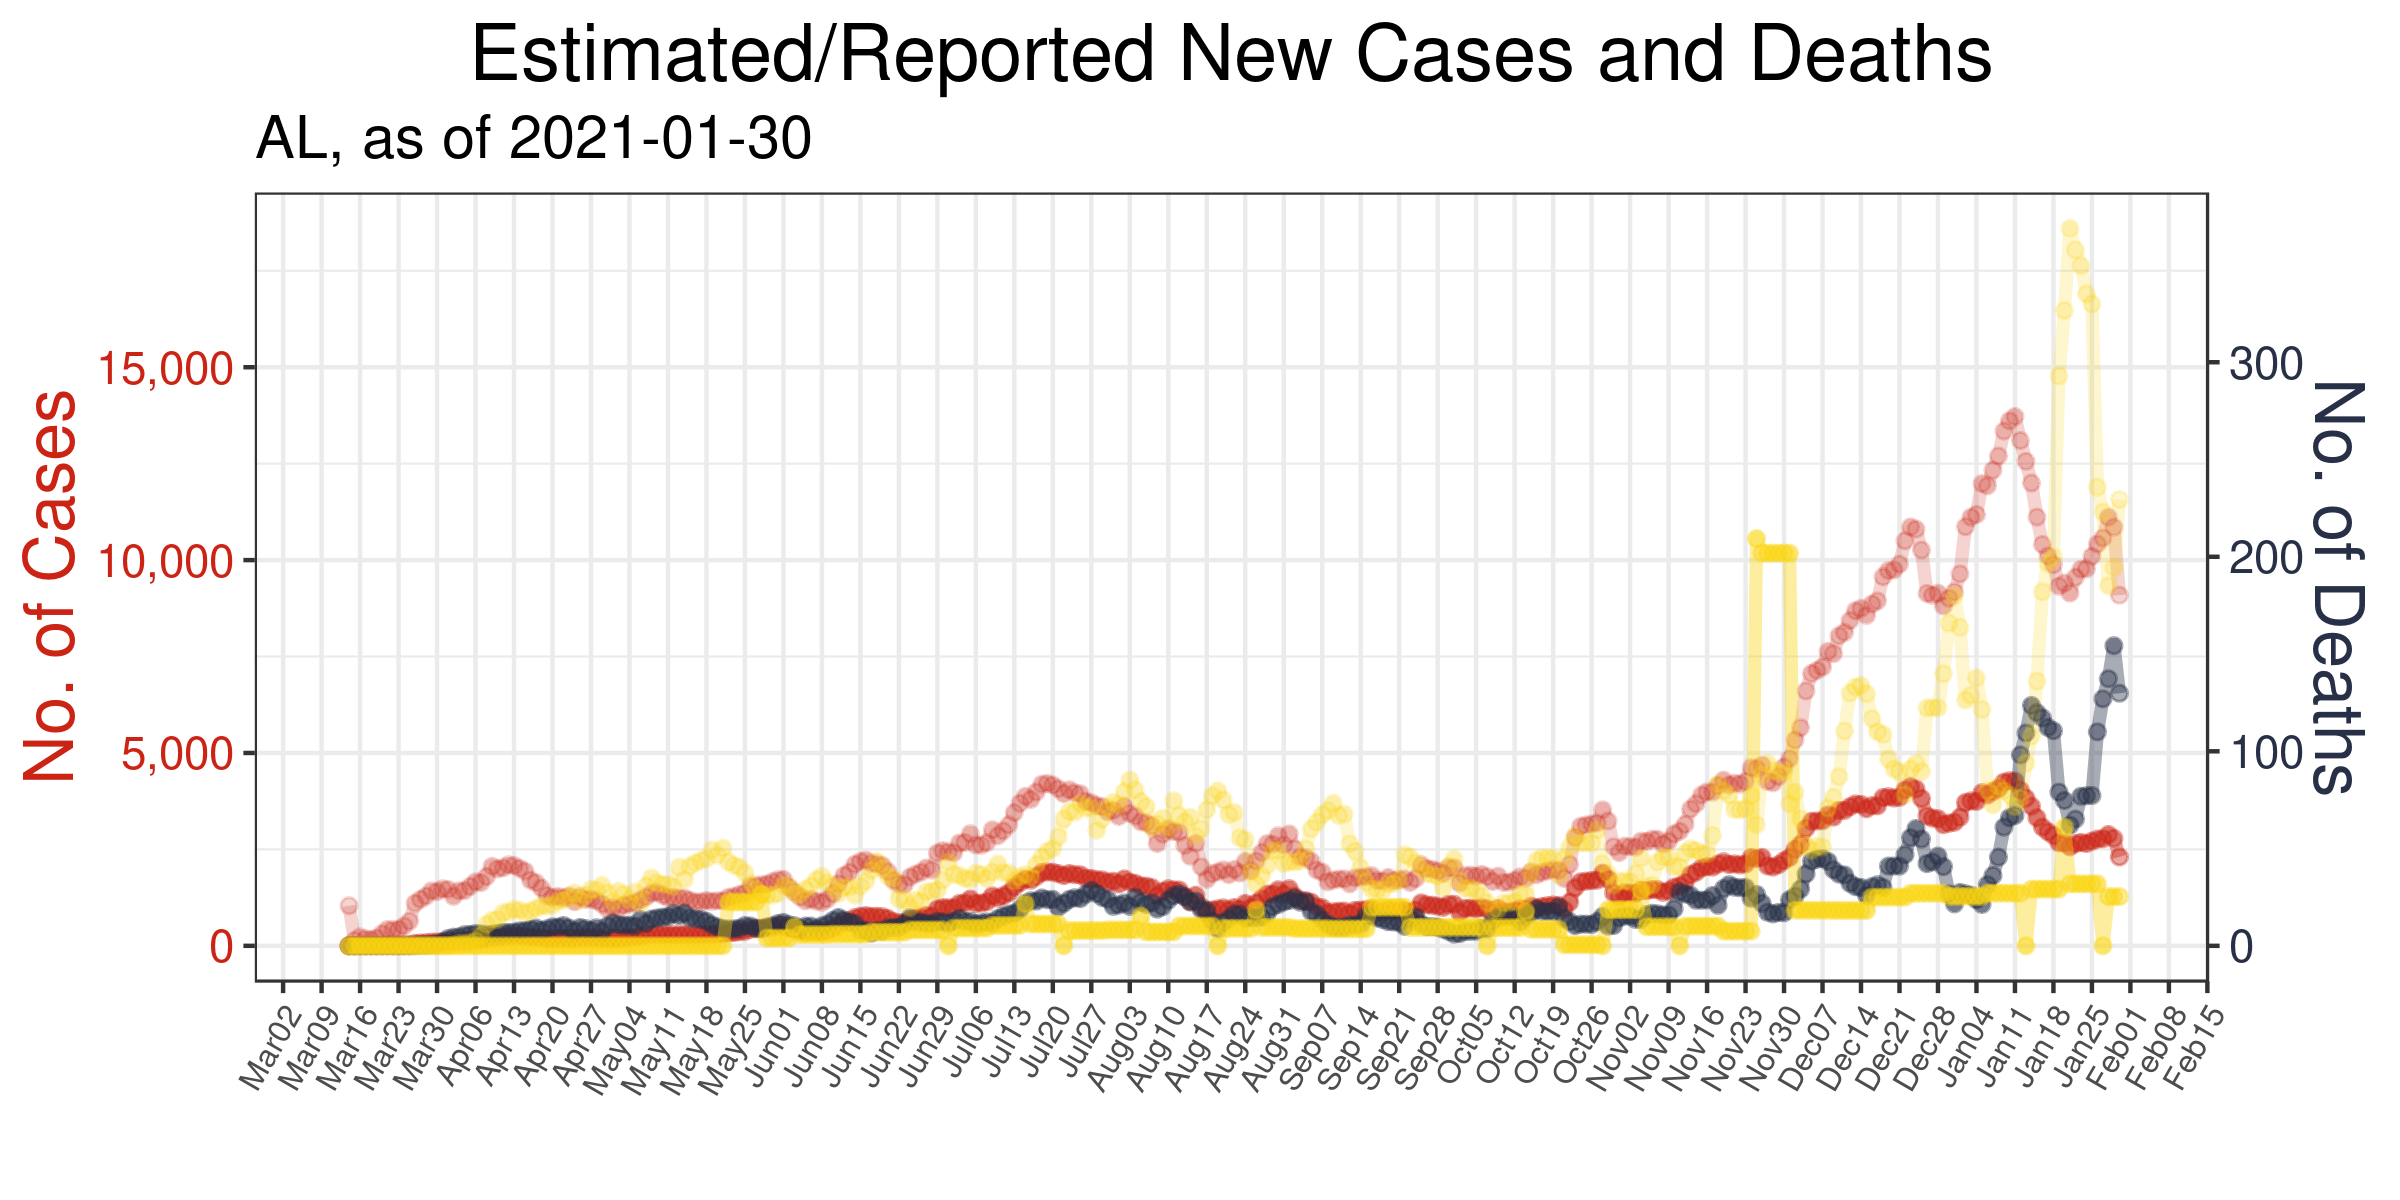 Estimated/Reported New Cases and Deaths
AL, as of 2021-01-30
No. of Cases
15,000
10,000
5,000
0
300
200
100
0
No. of Deaths
Mar02
Mar09
Mar16
Mar23
Mar30
Apr06
Apr13
Apr20
Apr27
May04
May11
May18
May25
Jun01
Jun08
Jun15
Jun22
Jun29
Jul06
Jul13
Jul20
Jul27
Aug03
Aug10
Aug17
Aug24
Aug31
Sep07
Sep14
Sep21
Sep28
Oct05
Oct12
Oct19
Oct26
Nov02
Nov09
Nov16
Nov23
Nov30
Dec07
Dec14
Dec21
Dec28
Dec04
Jan11
Jan18
Jan25
Feb01
Feb08
Feb15